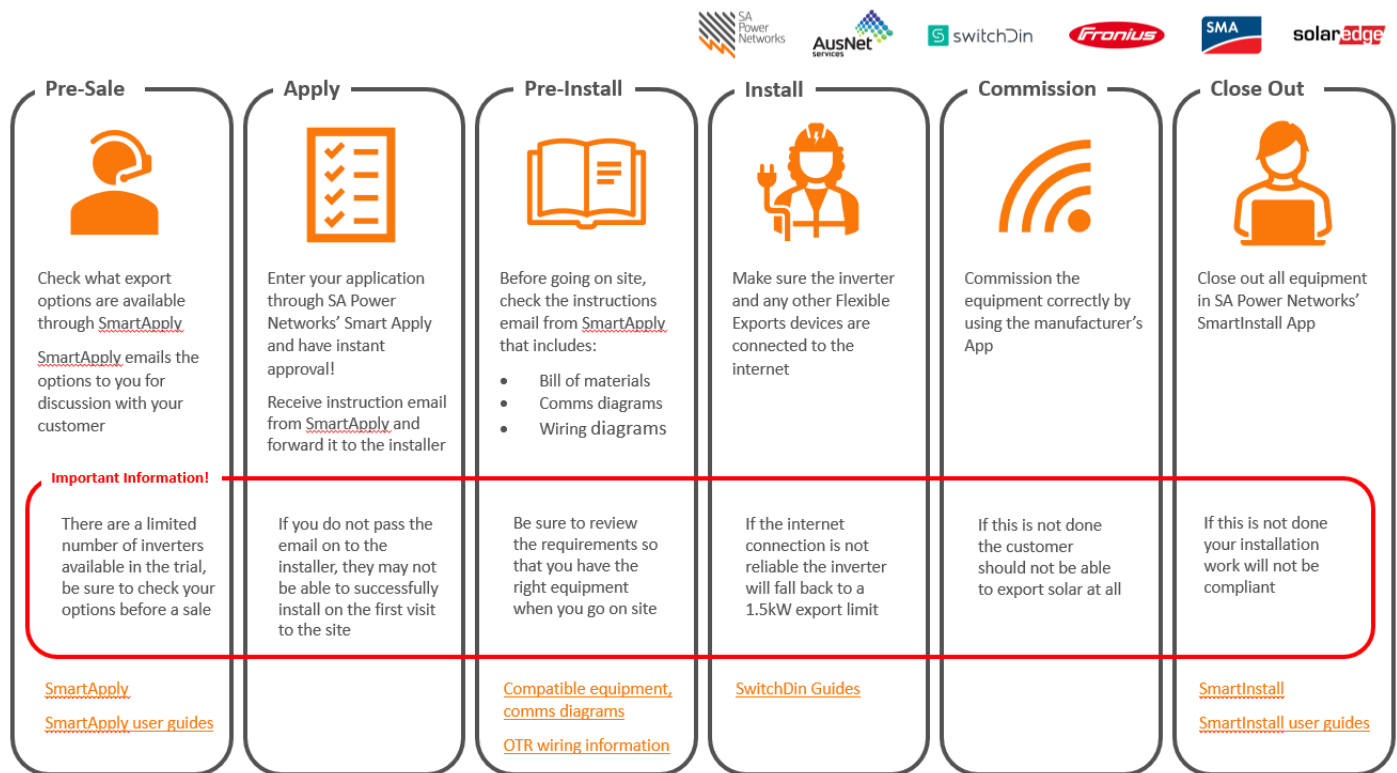 SA
Power
Networks
AusNet
services
switchDin
Fronius
SMA
solaredge
Pre-Sale
Check what export
options are available
through SmartApply
SmartApply emails the
options to you for
discussion with your
customer
Apply
Enter your application
through SA Power
Networks' Smart Apply
and have instant
approval!
Receive instruction email
from SmartApply and
forward it to the installer
Pre-Install
Before going on site,
check the instructions
email from SmartApply
that includes:
• Bill of materials
• Comms diagrams
• Wiring diagrams
Install
Make sure the inverter
and any other Flexible
Exports devices are
connected to the
internet
Commission
Commission the
equipment correctly by
using the manufacturer's
App
Close Out
Close out all equipment
in SA Power Networks'
SmartInstall App
Important Information!
There are a limited
number of inverters
available in the trial,
be sure to check your
options before a sale
If you do not pass the
email on to the
installer, they may not
be able to successfully
install on the first visit
to the site
Be sure to review
the requirements so
that you have the
right equipment
when you go on site
If the internet
connection is not
reliable the inverter
will fall back to a
1.5kW export limit
If this is not done
the customer
should not be able
to export solar at all
If this is not done
your installation
work will not be
compliant
SmartApply
SmartApply user guides
Compatible equipment,
comms diagrams
OTR wiring information
SwitchDin Guides
SmartInstall
SmartInstall user guides